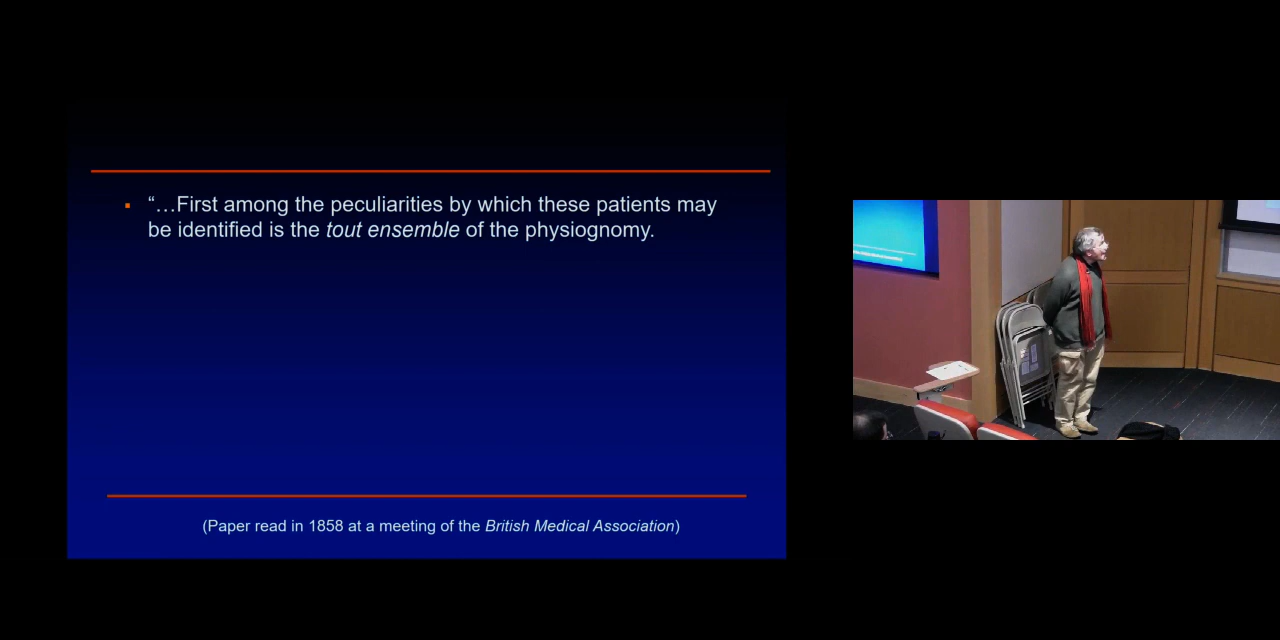 “…First among the peculiarities by which these patients may
be identified is the tout ensemble of the physiognomy.
(Paper read in 1858 at a meeting of the British Medical Association)